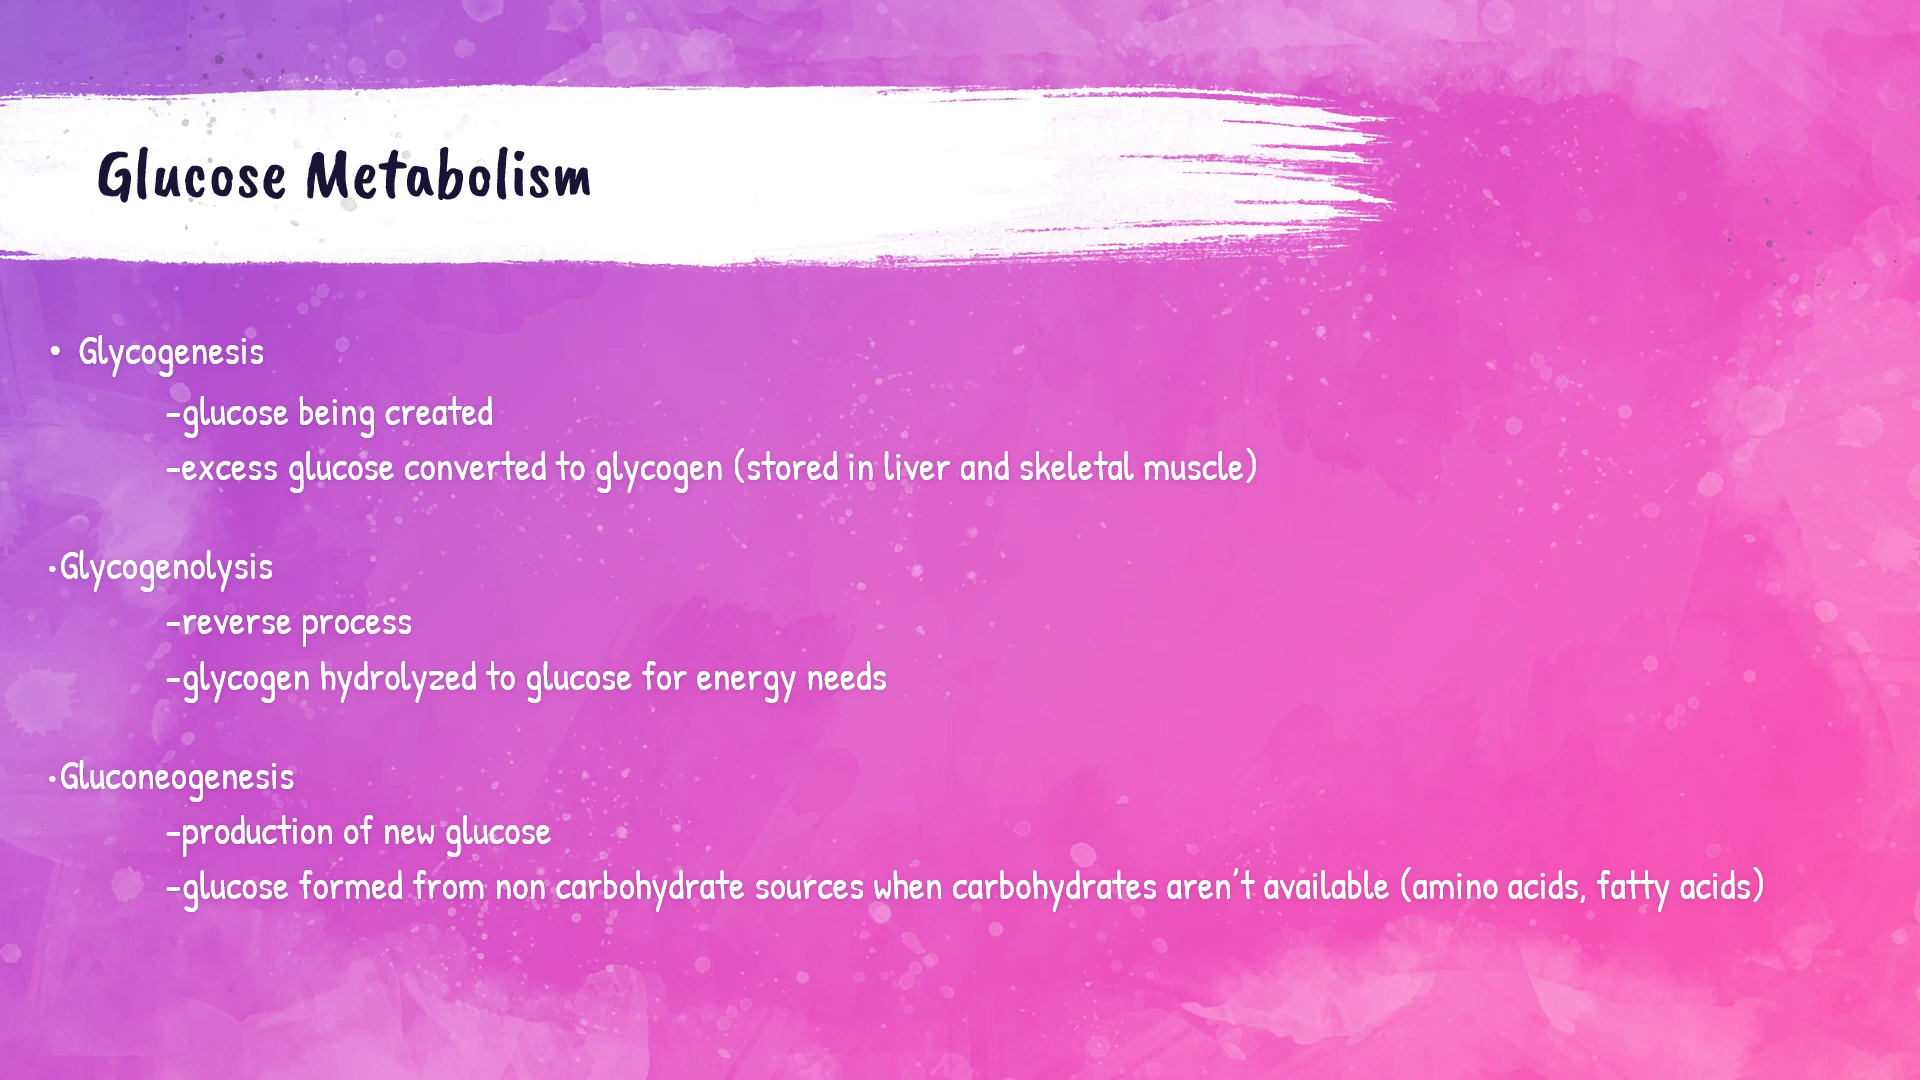 Glucose Metabolism
• Glycogenesis
-glucose being created
-excess glucose converted to glycogen (stored in liver and skeletal muscle)
•Glycogenolysis
-reverse process
-glycogen hydrolyzed to glucose for energy needs
•Gluconeogenesis
-production of new glucose
-glucose formed from non carbohydrate sources when carbohydrates aren't available (amino acids, fatty acids)